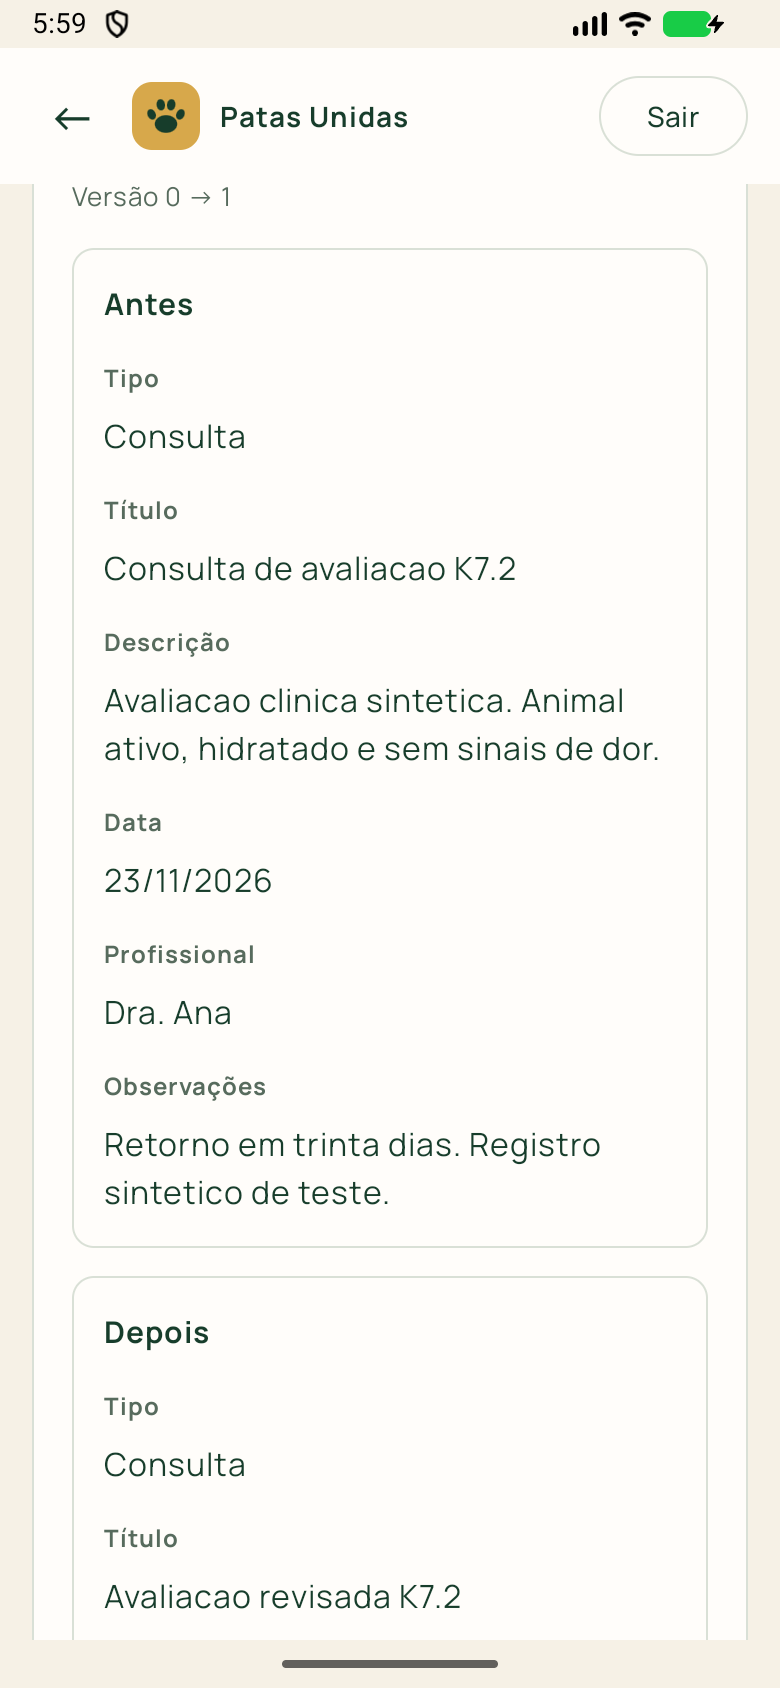 5:59
Patas Unidas
Sair
Versão 0 → 1
Antes
Tipo
Consulta
Título
Consulta de avaliacao K7.2
Descrição
Avaliacao clinica sintetica. Animal
ativo, hidratado e sem sinais de dor.
Data
23/11/2026
Profissional
Dra. Ana
Observações
Retorno em trinta dias. Registro
sintetico de teste.
Depois
Tipo
Consulta
Título
Avaliacao revisada K7.2